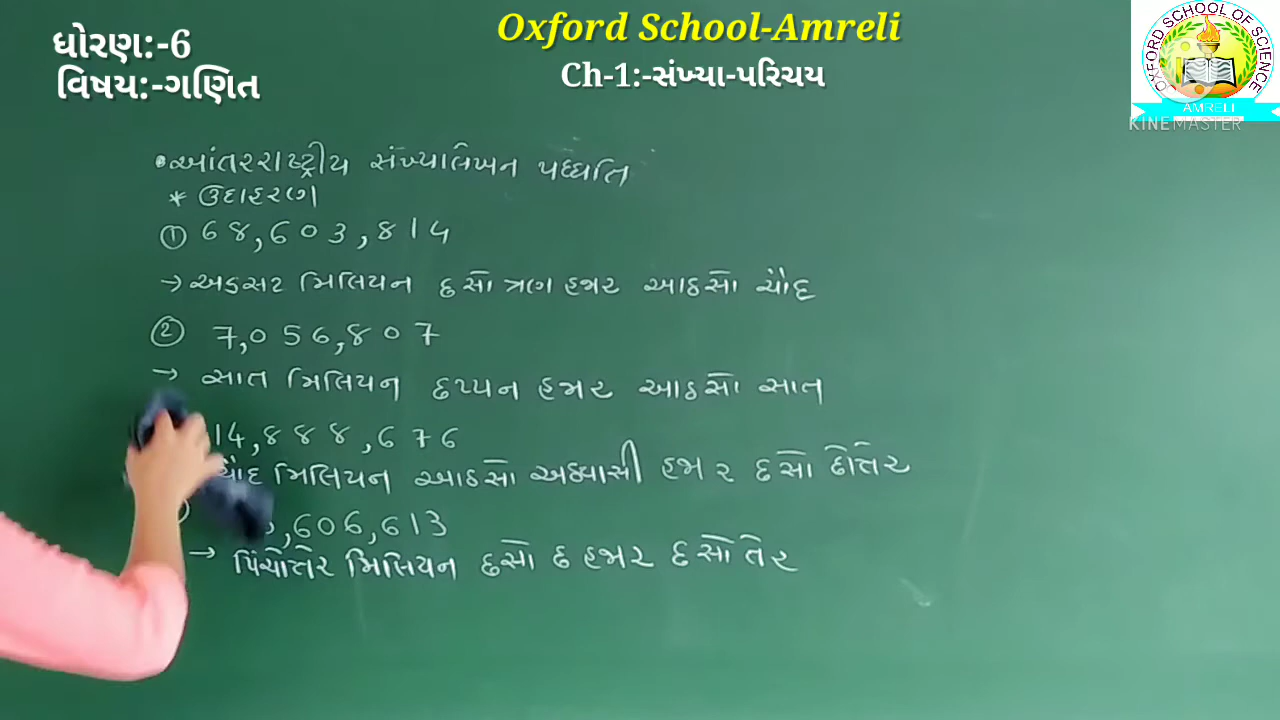 Oxford School-Amreli
ધોરણ:-6
વિષય:-ગણિત
Ch-1:-સંખ્યા-પરિચય
OXFORD SCHOOL OF SCIENCE
AMRELI
KINEMASTER
• આંતરરાષ્ટ્રીય સંખ્યાલેખન પધ્ધતિ
* ઉદાહરણ
① 68,603,814
→ અડસટ મિલિયન છસો ત્રણ હજાર આઠસો ચૌદ
② 7,056,807
→ સાત મિલિયન છપ્પન હજાર આઠસો સાત
14,888,676
ચૌદ મિલિયન આઠસો અઠ્યાસી હજાર છસો છોતેર
,606,613
→ પિંચોતેર મિલિયન છસો છ હજાર છસો તેર